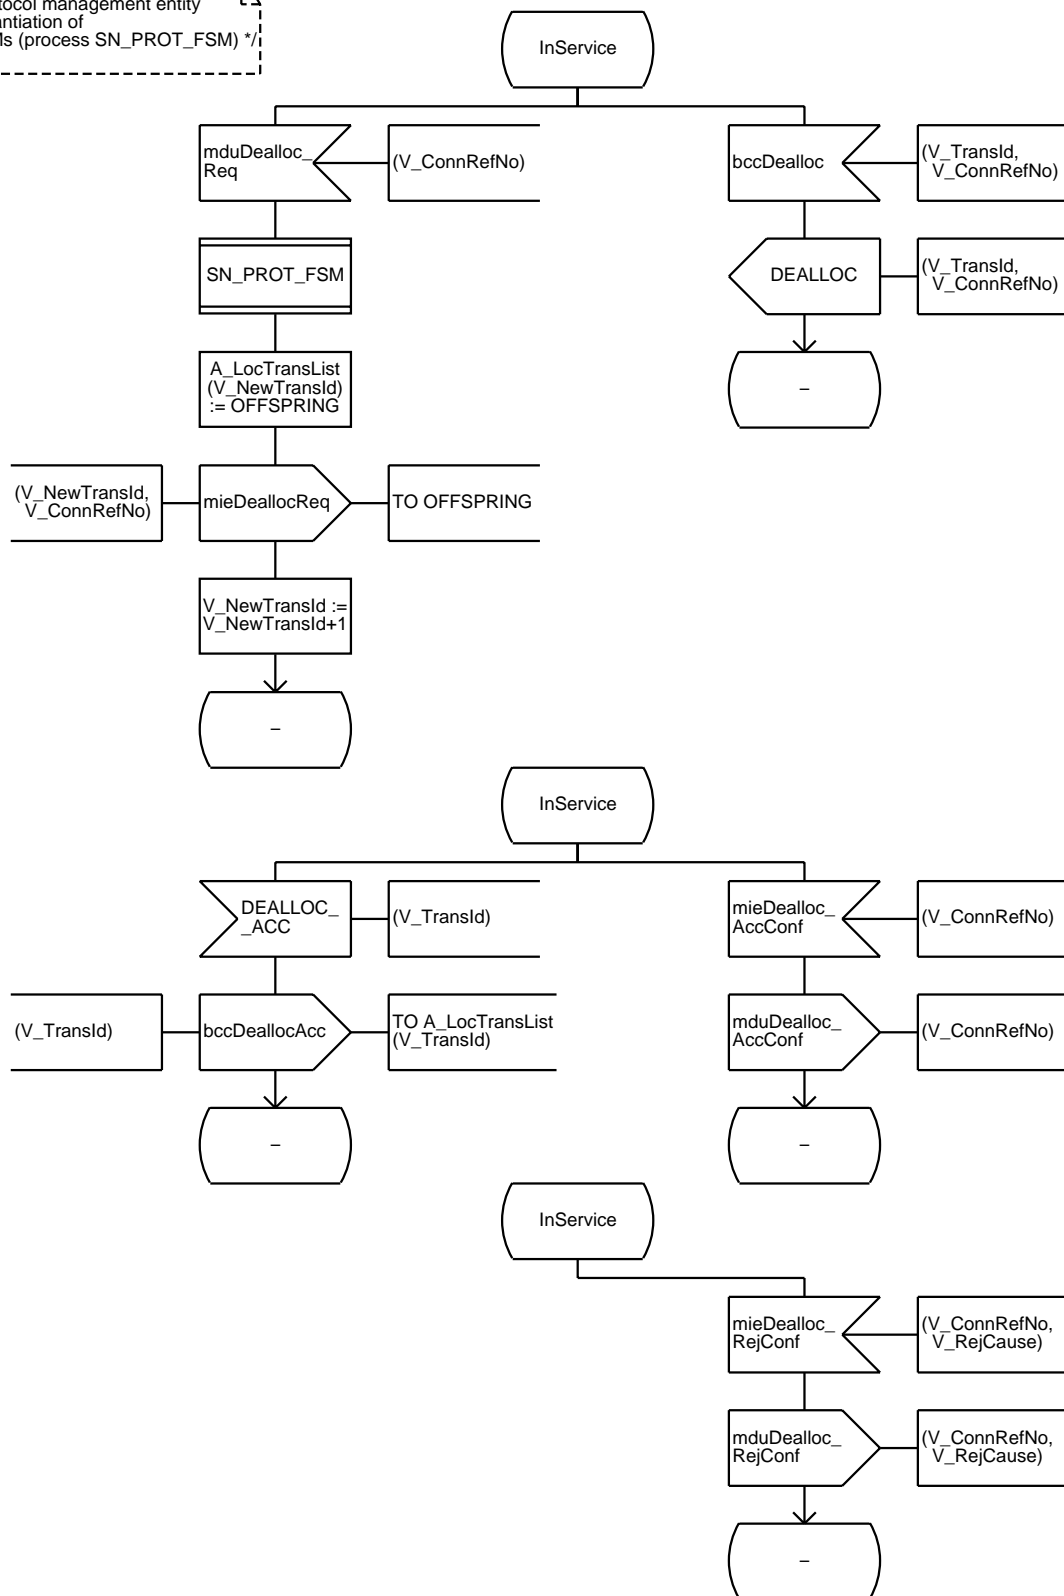 tocol management entity
antiation of
Ms (process SN_PROT_FSM) */
InService
mduDealloc_
Req
(V_ConnRefNo)
bccDealloc
(V_TransId,
V_ConnRefNo)
SN_PROT_FSM
DEALLOC
(V_TransId,
V_ConnRefNo)
A_LocTransList
(V_NewTransId)
:= OFFSPRING
–
(V_NewTransId,
V_ConnRefNo)
mieDeallocReq
TO OFFSPRING
V_NewTransId :=
V_NewTransId+1
–
InService
DEALLOC_
_ACC
(V_TransId)
mieDealloc_
AccConf
(V_ConnRefNo)
(V_TransId)
bccDeallocAcc
TO A_LocTransList
(V_TransId)
mduDealloc_
AccConf
(V_ConnRefNo)
–
–
InService
mieDealloc_
RejConf
(V_ConnRefNo,
V_RejCause)
mduDealloc_
RejConf
(V_ConnRefNo,
V_RejCause)
–